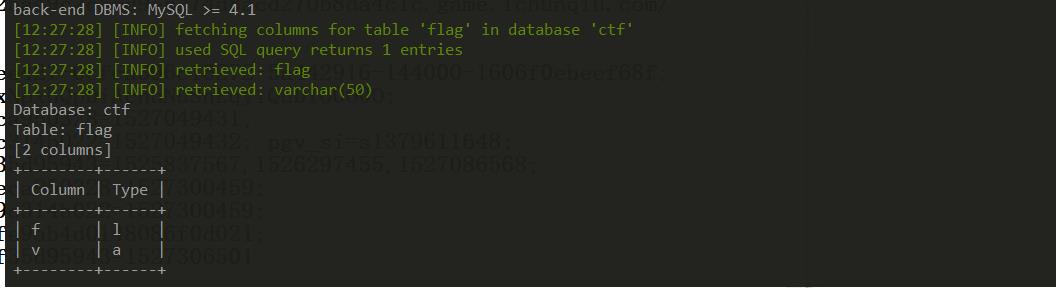 back-end DBMS: MySQL >= 4.1
[12:27:28] [INFO] fetching columns for table 'flag' in database 'ctf'
[12:27:28] [INFO] used SQL query returns 1 entries
[12:27:28] [INFO] retrieved: flag
[12:27:28] [INFO] retrieved: varchar(50)
Database: ctf
Table: flag
[2 columns]
+--------+------+
| Column | Type |
+--------+------+
| f | l |
| v | a |
+--------+------+